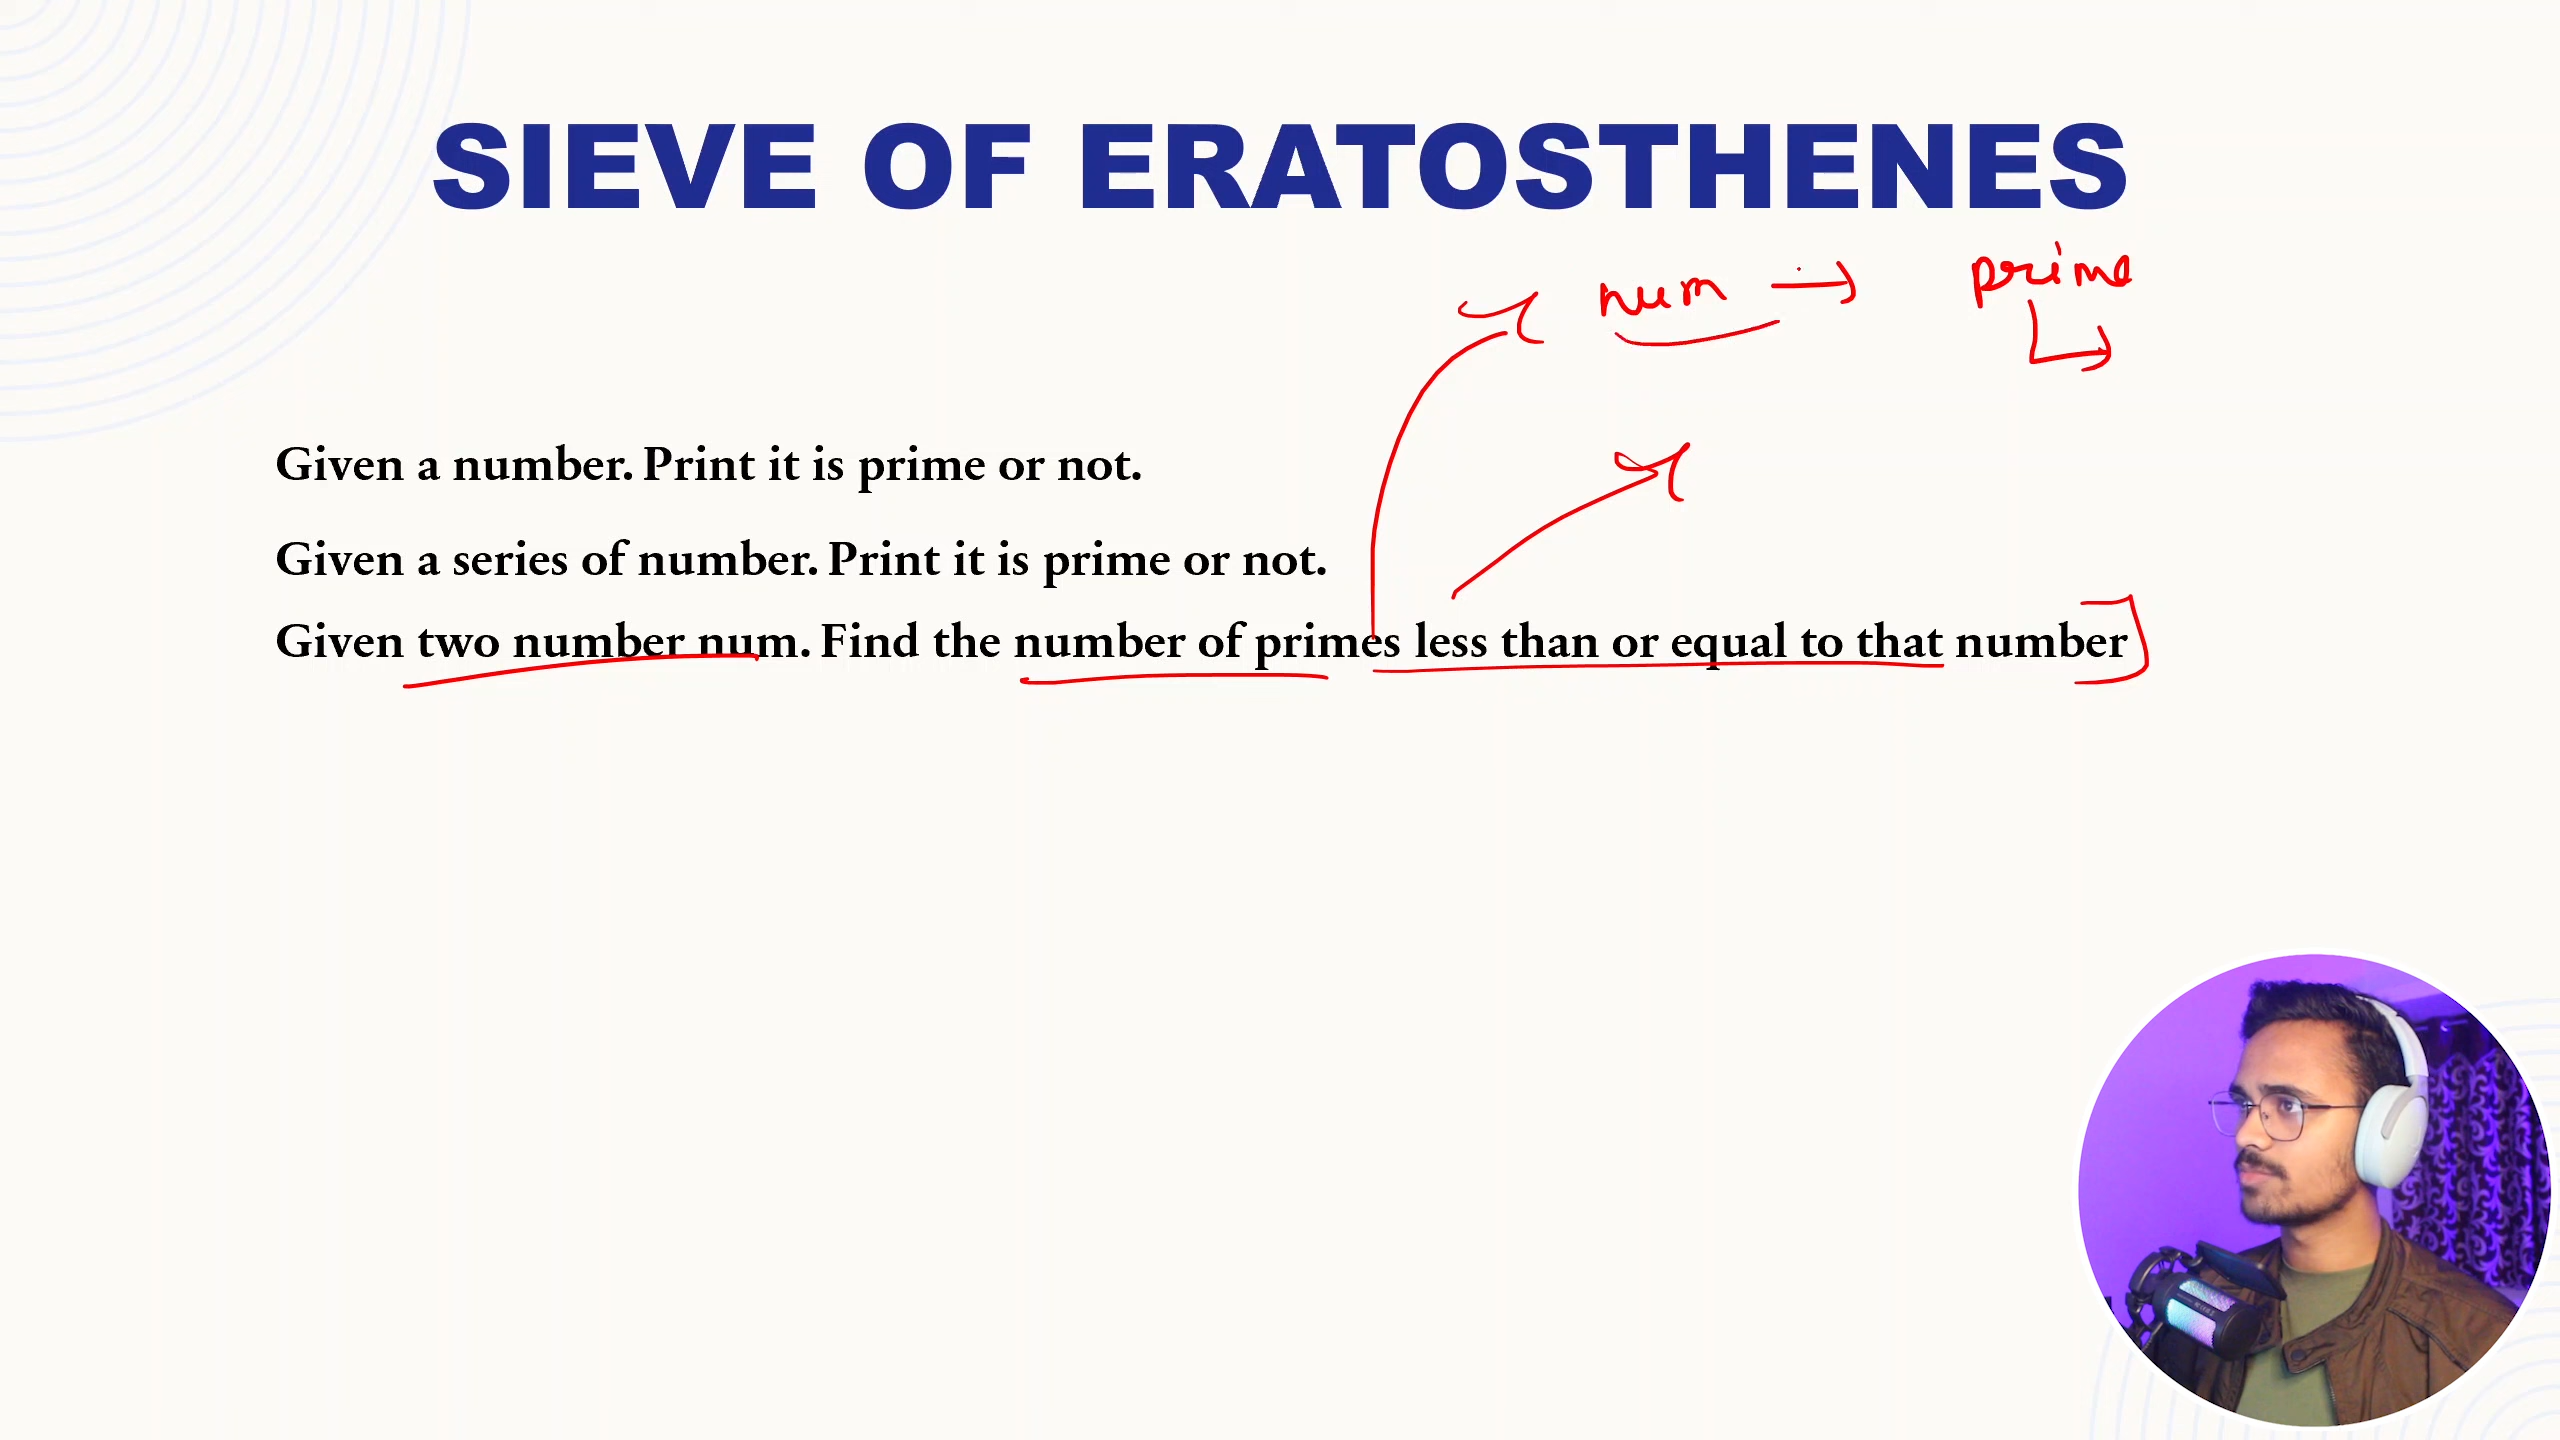 SIEVE OF ERATOSTHENES
num → prime
Given a number. Print it is prime or not.
Given a series of number. Print it is prime or not.
Given two number num. Find the number of primes less than or equal to that number